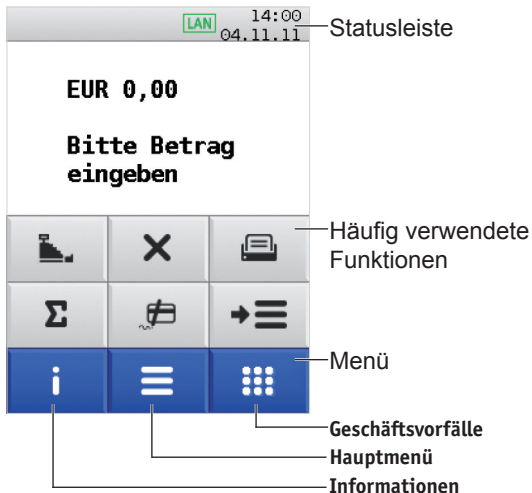 LAN 14:00
04.11.11
Statusleiste
EUR 0,00
Bitte Betrag
eingeben
Häufig verwendete
Funktionen
Σ
i
Menü
Geschäftsvorfälle
Hauptmenü
Informationen